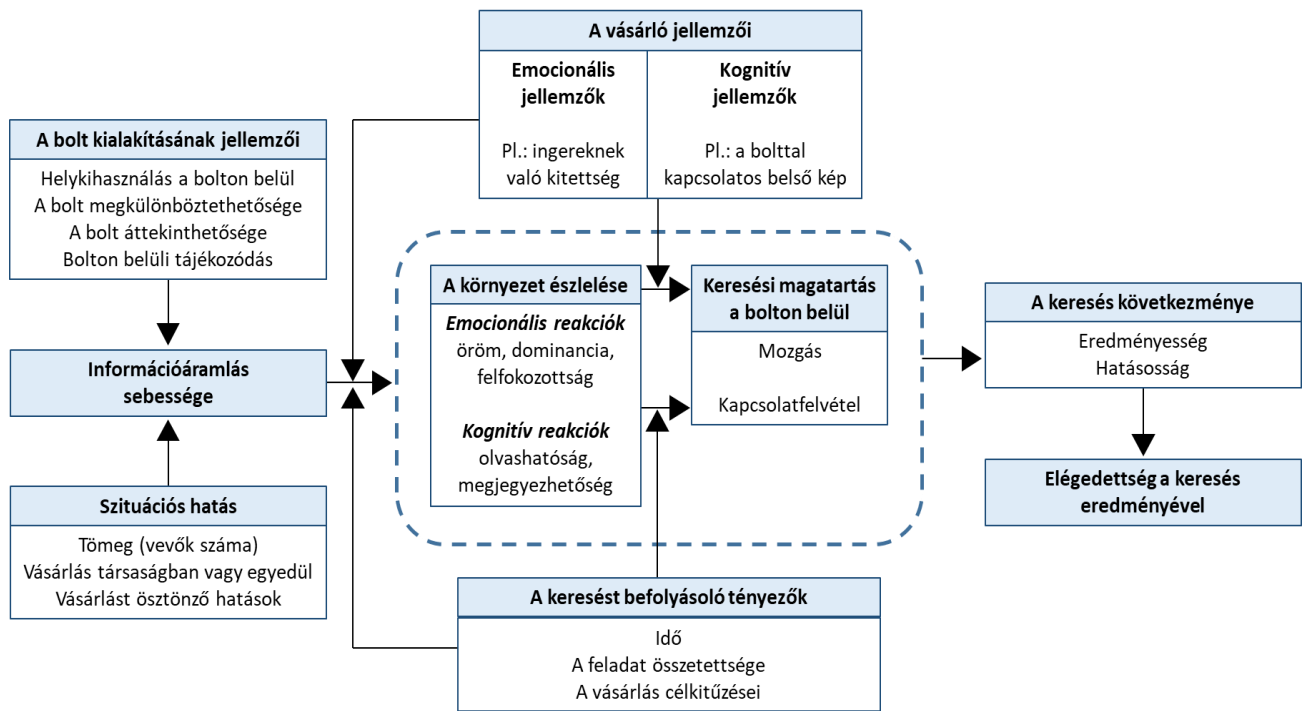 A vásárló jellemzői
Emocionális
jellemzők
Pl.: ingereknek
való kitettség
Kognitív
jellemzők
Pl.: a bolttal
kapcsolatos belső kép
A bolt kialakításának jellemzői
Helykihasználás a bolton belül
A bolt megkülönböztethetősége
A bolt áttekinthetősége
Bolton belüli tájékozódás
Információáramlás
sebessége
Szituációs hatás
Tömeg (vevők száma)
Vásárlás társaságban vagy egyedül
Vásárlást ösztönző hatások
A környezet észlelése
Emocionális reakciók
öröm, dominancia,
felfokozottság
Kognitív reakciók
olvashatóság,
megjegyezhetőség
Keresési magatartás
a bolton belül
Mozgás
Kapcsolatfelvétel
A keresést befolyásoló tényezők
Idő
A feladat összetettsége
A vásárlás célkitűzései
A keresés következménye
Eredményesség
Hatásosság
Elégedettség a keresés
eredményével